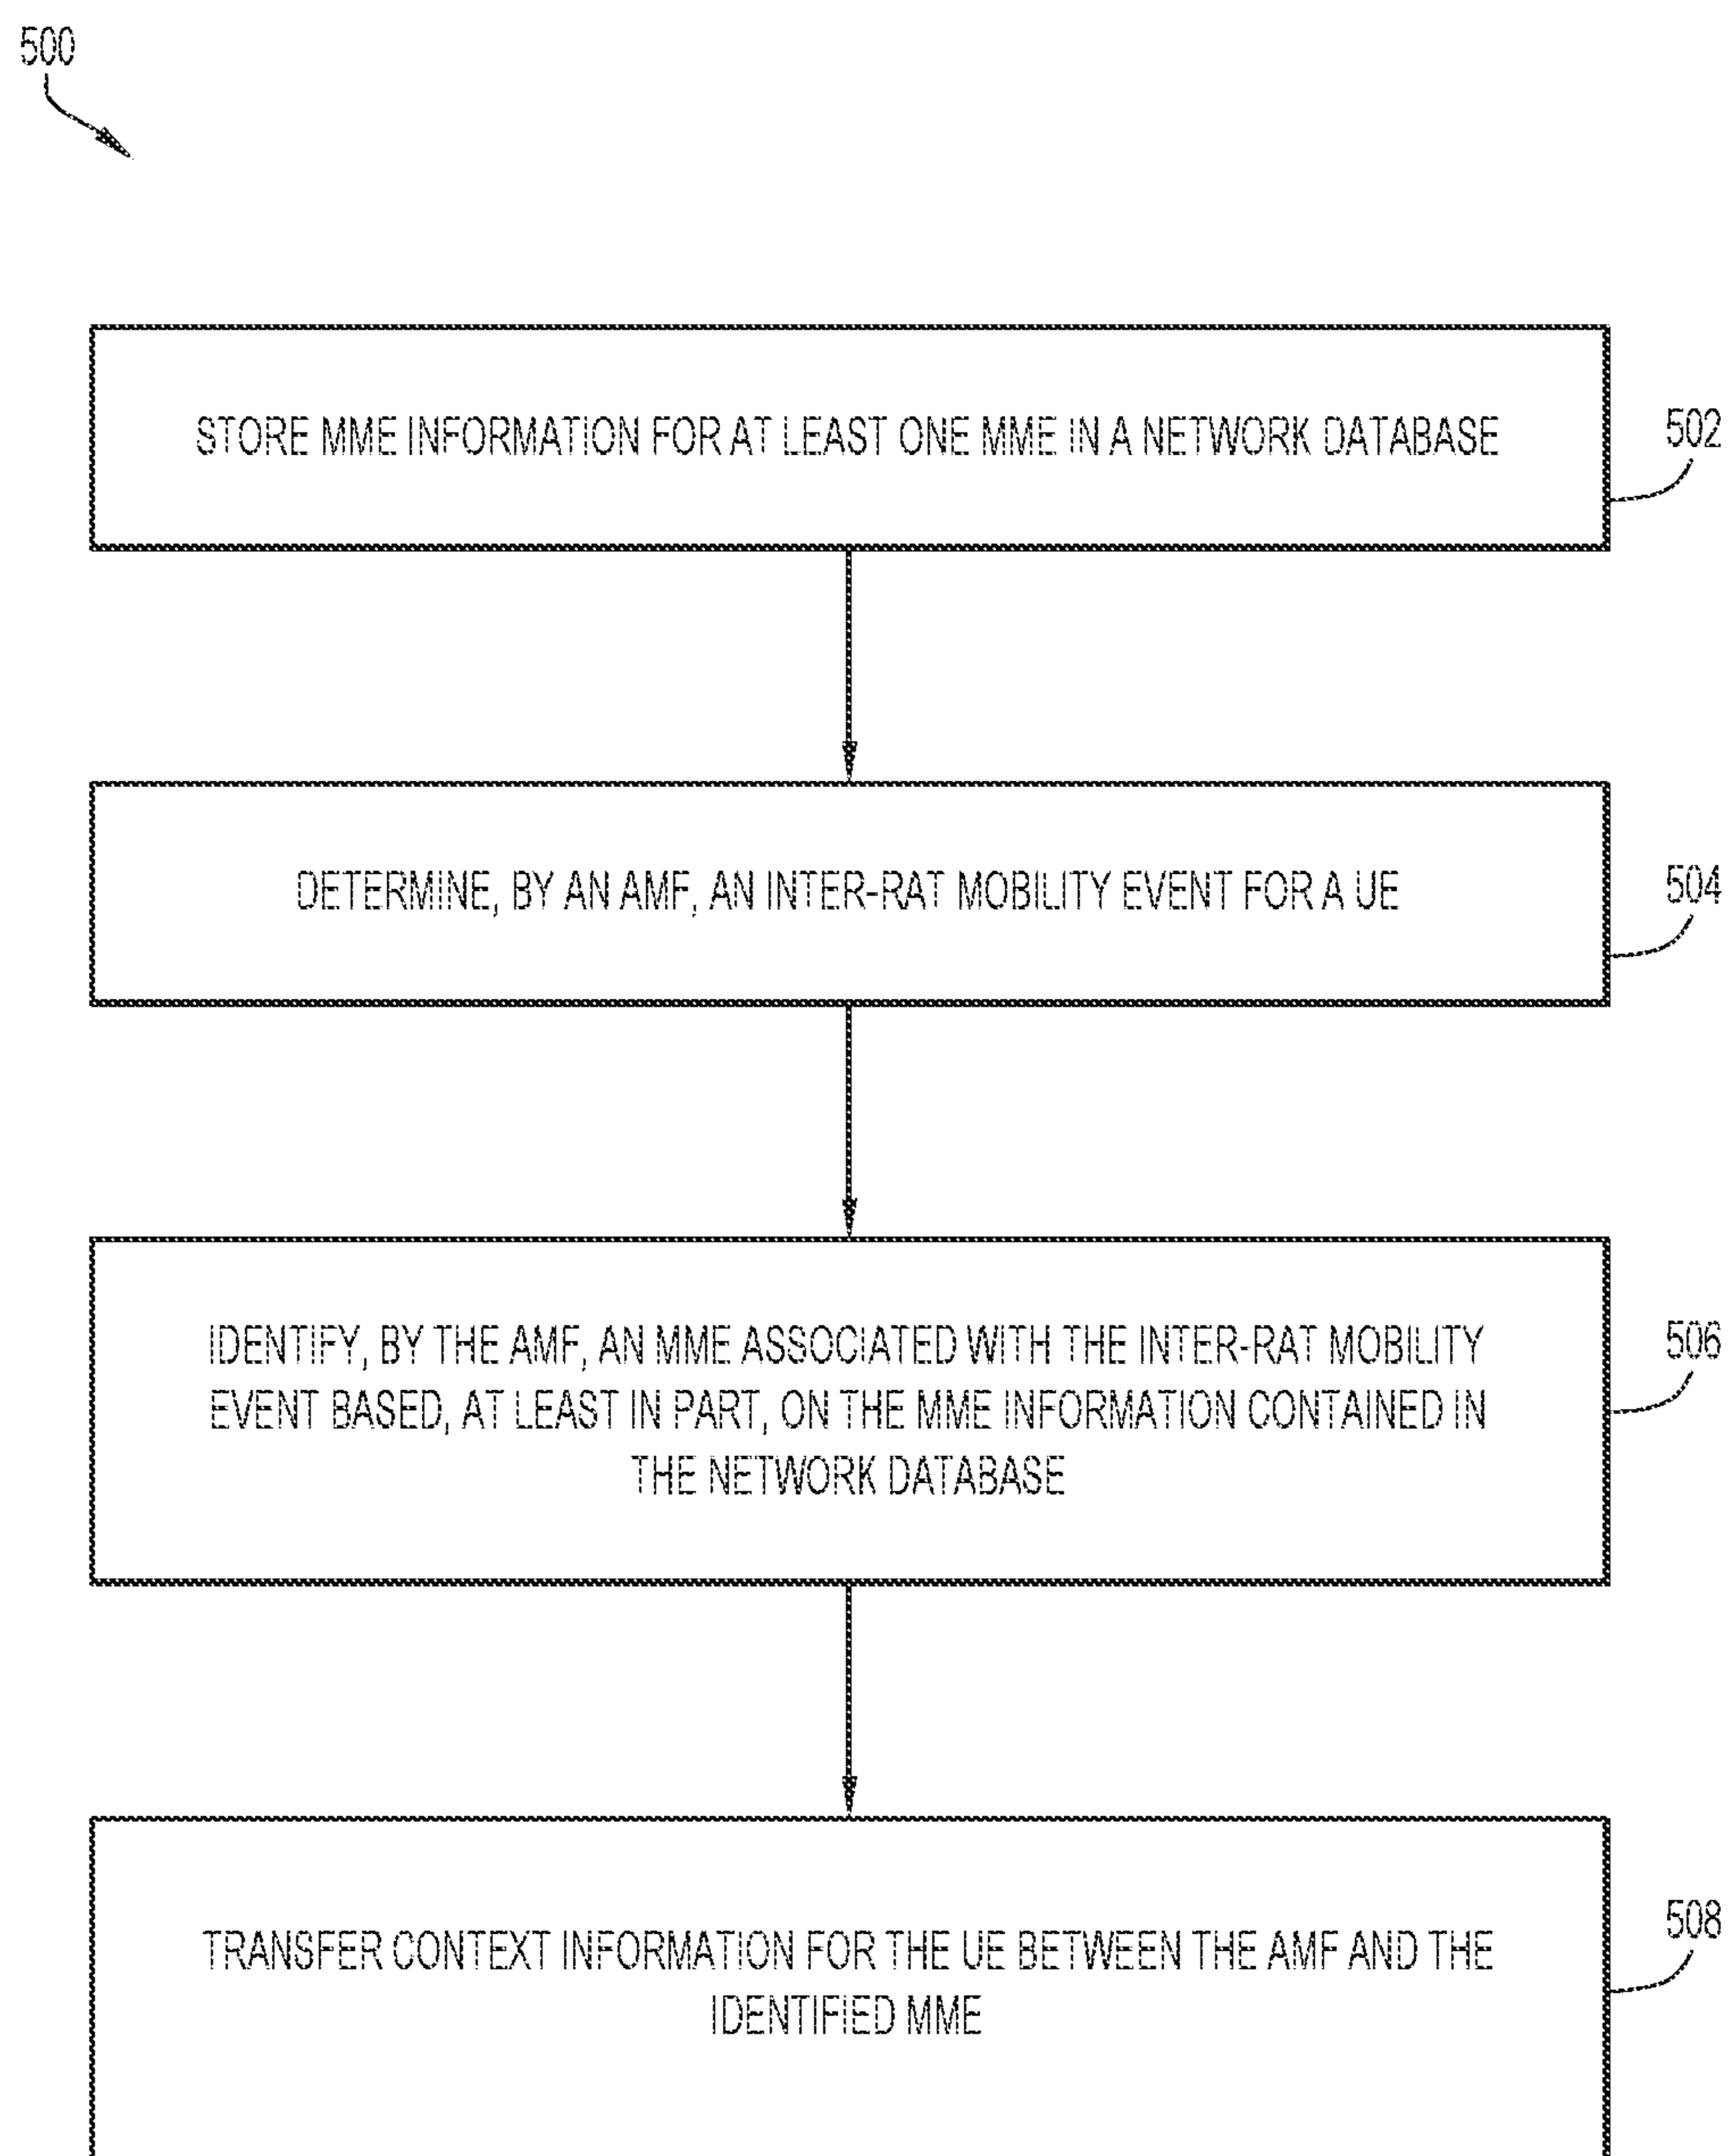 500
STORE MME INFORMATION FOR AT LEAST ONE MME IN A NETWORK DATABASE
502
DETERMINE, BY AN AMF, AN INTER-RAT MOBILITY EVENT FOR A UE
504
IDENTIFY, BY THE AMF, AN MME ASSOCIATED WITH THE INTER-RAT MOBILITY
EVENT BASED, AT LEAST IN PART, ON THE MME INFORMATION CONTAINED IN
THE NETWORK DATABASE
506
TRANSFER CONTEXT INFORMATION FOR THE UE BETWEEN THE AMF AND THE
IDENTIFIED MME
508